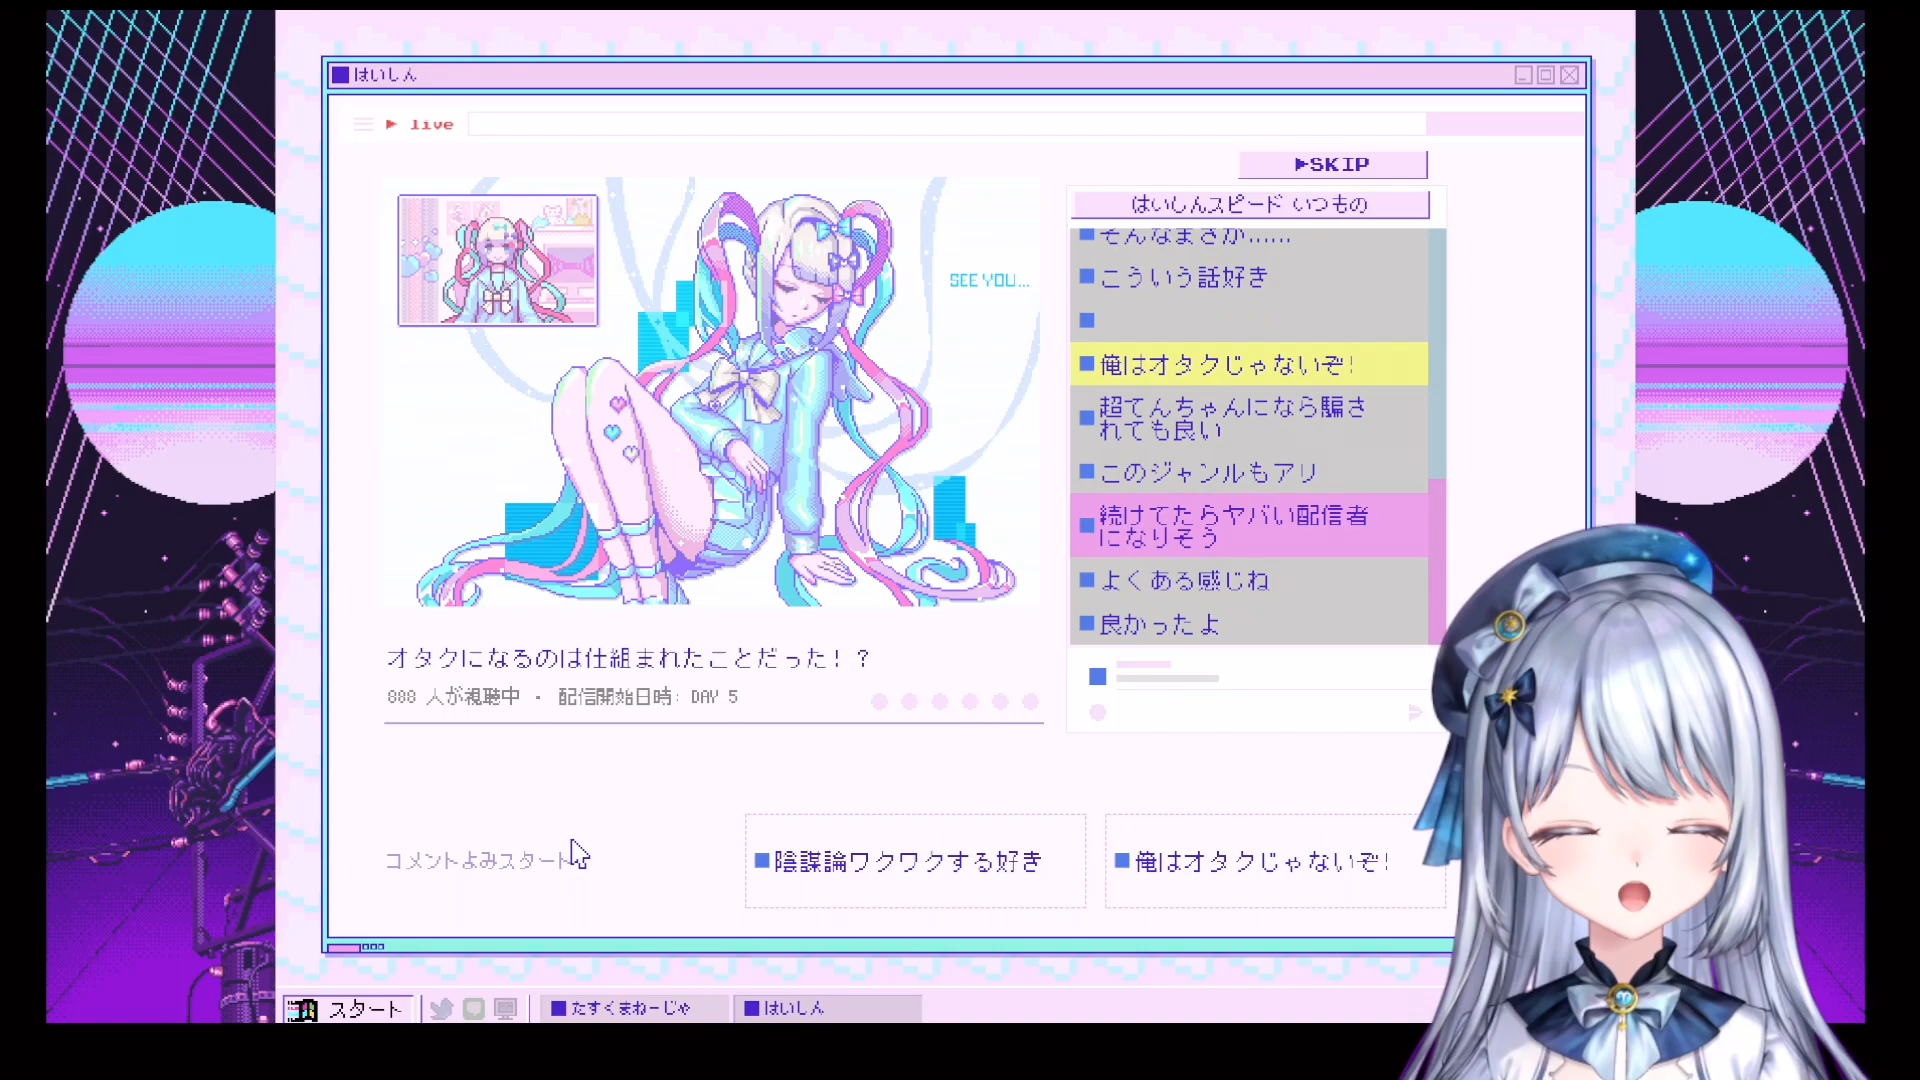 はいしん
live
SKIP
はいしんスピード いつもの
そんなまさか……
こういう話好き
俺はオタクじゃないぞ!
超てんちゃんになら騙さ
れても良い
このジャンルもアリ
続けてたらヤバい配信者
になりそう
よくある感じね
良かったよ
SEE YOU...
オタクになるのは仕組まれたことだった!?
888 人が視聴中 ・ 配信開始日時: DAY 5
コメントよみスタート
陰謀論ワクワクする好き
俺はオタクじゃないぞ!
スタート
たすくまねーじゃ
はいしん